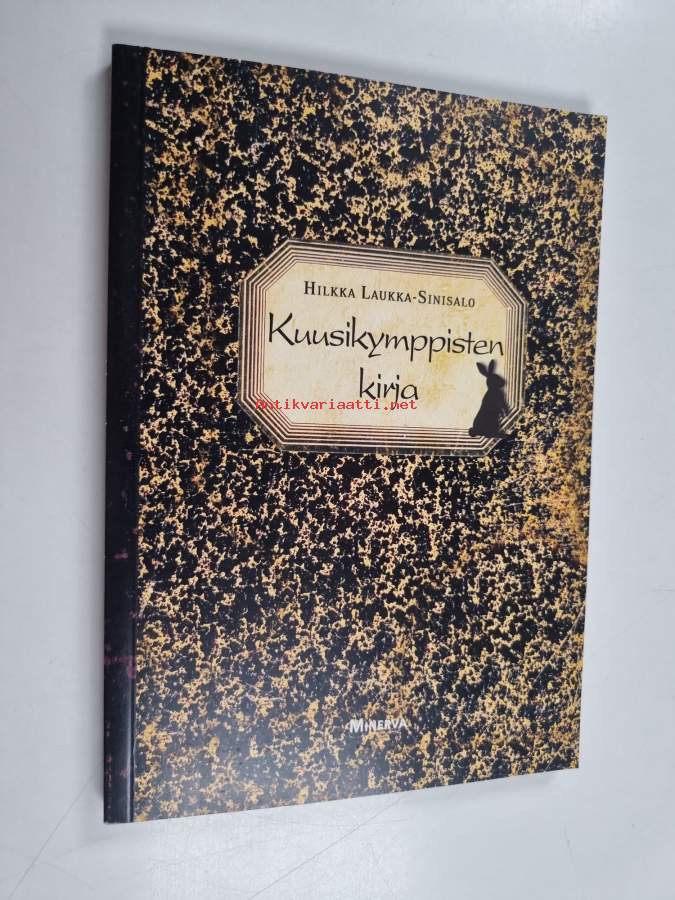 HILKKA LAUKKA-SINISALO
Kuusikymppisten
kirja
Antikvariaatti.net
MINERVA